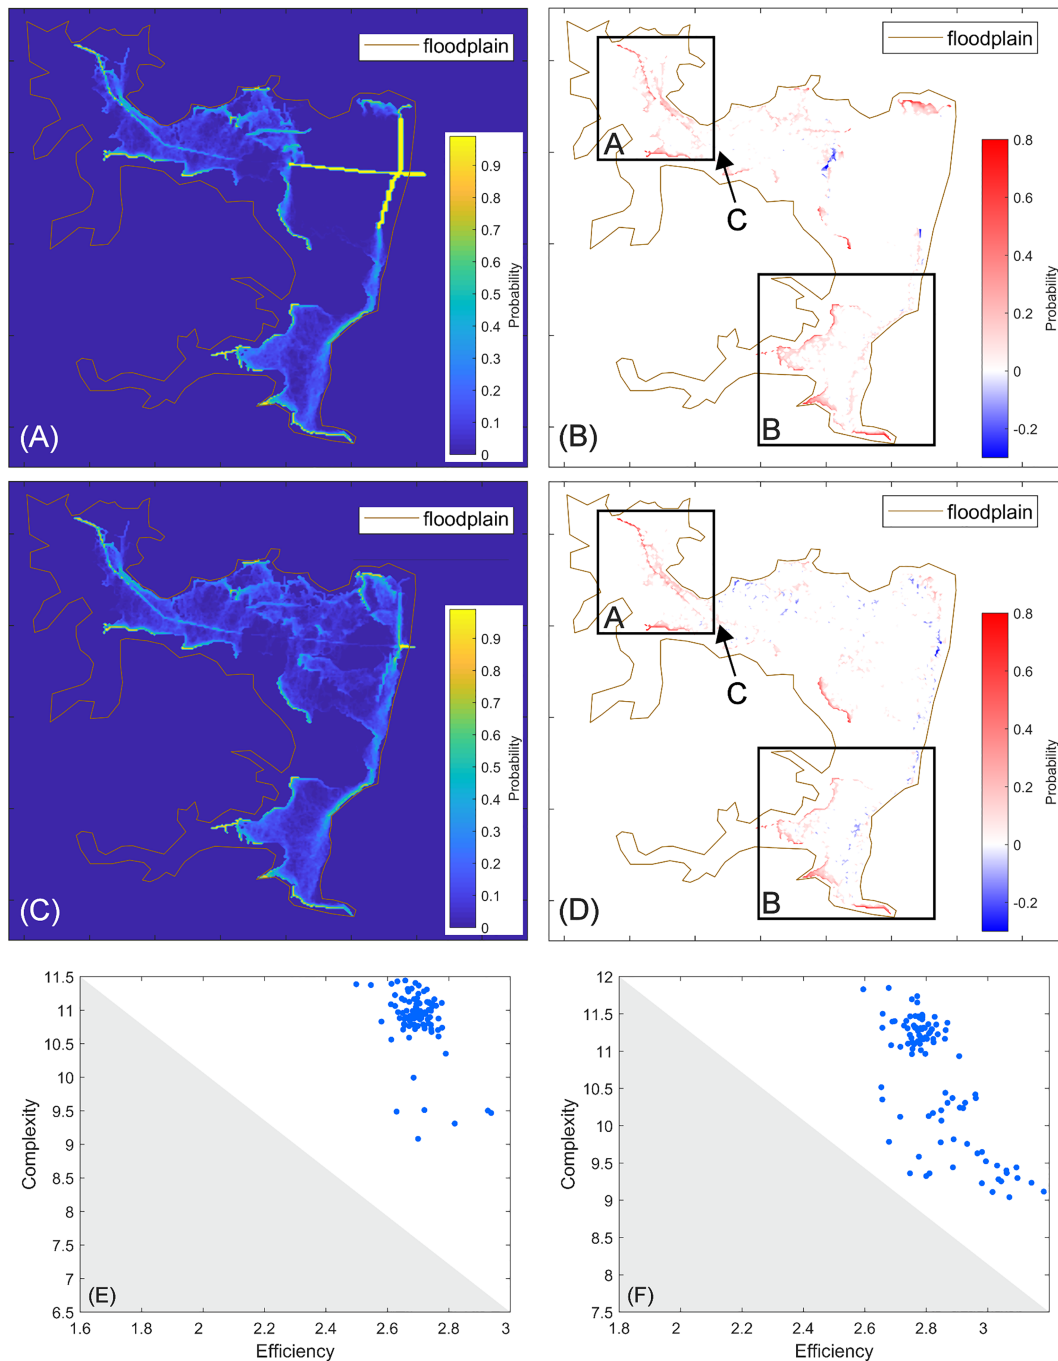 floodplain
0.9
0.8
0.7
0.6
0.5
0.4
0.3
0.2
0.1
0
Probability
(A)
floodplain
A
C
B
0.8
0.6
0.4
0.2
0
-0.2
Probability
(B)
floodplain
0.9
0.8
0.7
0.6
0.5
0.4
0.3
0.2
0.1
0
Probability
(C)
floodplain
A
C
B
0.8
0.6
0.4
0.2
0
-0.2
Probability
(D)
11.5
11
10.5
10
9.5
9
8.5
8
7.5
7
6.5
Complexity
(E)
1.6 2 2.2 2.6 2.8 3
Efficiency
12
11.5
11
10.5
10
9.5
9
8.5
8
7.5
Complexity
(F)
1.8 2 2.2 2.4 2.6 2.8 3
Efficiency